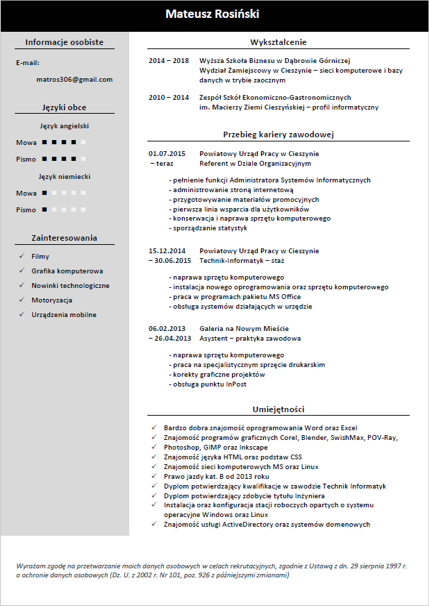 Mateusz Rosiński
Informacje osobiste
E-mail:
matros306@gmail.com
Języki obce
Język angielski
Mowa
Pismo
Język niemiecki
Mowa
Pismo
Zainteresowania
Filmy
Grafika komputerowa
Nowinki technologiczne
Motoryzacja
Urządzenia mobilne
Wykształcenie
2014 – 2018 Wyższa Szkoła Biznesu w Dąbrowie Górniczej
Wydział Zamiejscowy w Cieszynie – sieci komputerowe i bazy
danych w trybie zaocznym
2010 – 2014 Zespół Szkół Ekonomiczno-Gastronomicznych
im. Macierzy Ziemi Cieszyńskiej – profil informatyczny
Przebieg kariery zawodowej
01.07.2015 Powiatowy Urząd Pracy w Cieszynie
– teraz Referent w Dziale Organizacyjnym
- pełnienie funkcji Administratora Systemów Informatycznych
- administrowanie stroną internetową
- przygotowywanie materiałów promocyjnych
- pierwsza linia wsparcia dla użytkowników
- konserwacja i naprawa sprzętu komputerowego
- sporządzanie statystyk
15.12.2014 Powiatowy Urząd Pracy w Cieszynie
– 30.06.2015 Technik-Informatyk – staż
- naprawa sprzętu komputerowego
- instalacja nowego oprogramowania oraz sprzętu komputerowego
- praca w programach pakietu MS Office
- obsługa systemów działających w urzędzie
06.02.2013 Galeria na Nowym Mieście
– 26.04.2013 Asystent – praktyka zawodowa
- naprawa sprzętu komputerowego
- praca na specjalistycznym sprzęcie drukarskim
- korekty graficzne projektów
- obsługa punktu InPost
Umiejętności
Bardzo dobra znajomość oprogramowania Word oraz Excel
Znajomość programów graficznych Corel, Blender, SwishMax, POV-Ray,
Photoshop, GIMP oraz Inkscape
Znajomość języka HTML oraz podstaw CSS
Znajomość sieci komputerowych MS oraz Linux
Prawo jazdy kat. B od 2013 roku
Dyplom potwierdzający kwalifikacje w zawodzie Technik Informatyk
Dyplom potwierdzający zdobycie tytułu Inżyniera
Instalacja oraz konfiguracja stacji roboczych opartych o systemu
operacyjne Windows oraz Linux
Znajomość usługi ActiveDirectory oraz systemów domenowych
Wyrażam zgodę na przetwarzanie moich danych osobowych w celach rekrutacyjnych, zgodnie z Ustawą z dn. 29 sierpnia 1997 r.
o ochronie danych osobowych (Dz. U. z 2002 r. Nr 101, poz. 926 z późniejszymi zmianami)